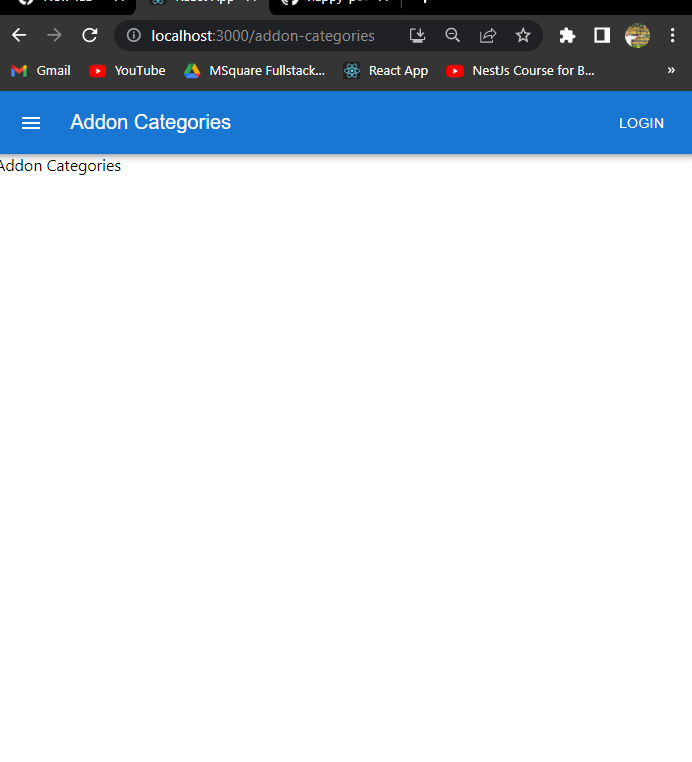 localhost:3000/addon-categories
Gmail YouTube MSquare Fullstack... React App NestJs Course for B... »
Addon Categories LOGIN
Addon Categories